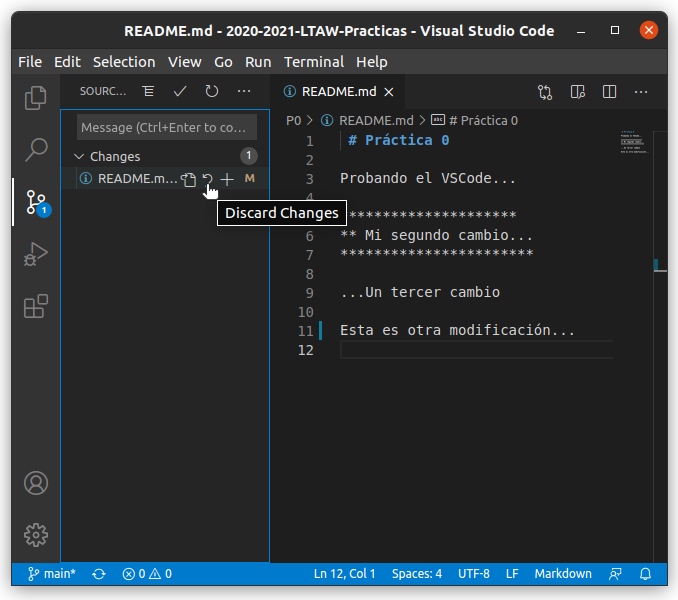 README.md - 2020-2021-LTAW-Practicas - Visual Studio Code
File Edit Selection View Go Run Terminal Help
SOURC...
README.md
Message (Ctrl+Enter to co...
P0 > README.md > # Práctica 0
Changes 1
README.m... M
Discard Changes
1
1 # Práctica 0
2
3 Probando el VSCode...
4
********************
6 ** Mi segundo cambio...
7 ***********************
8
9 ...Un tercer cambio
10
11 Esta es otra modificación...
12
main* 0 0 Ln 12, Col 1 Spaces: 4 UTF-8 LF Markdown